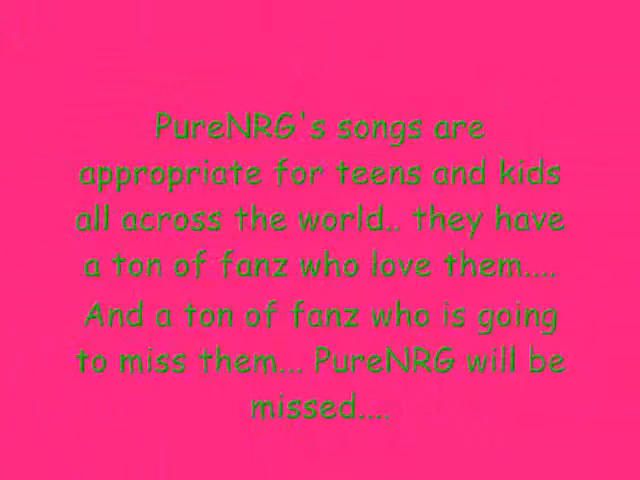 PureNRG's songs are
appropriate for teens and kids
all across the world.. they have
a ton of fanz who love them....
And a ton of fanz who is going
to miss them... PureNRG will be
missed....